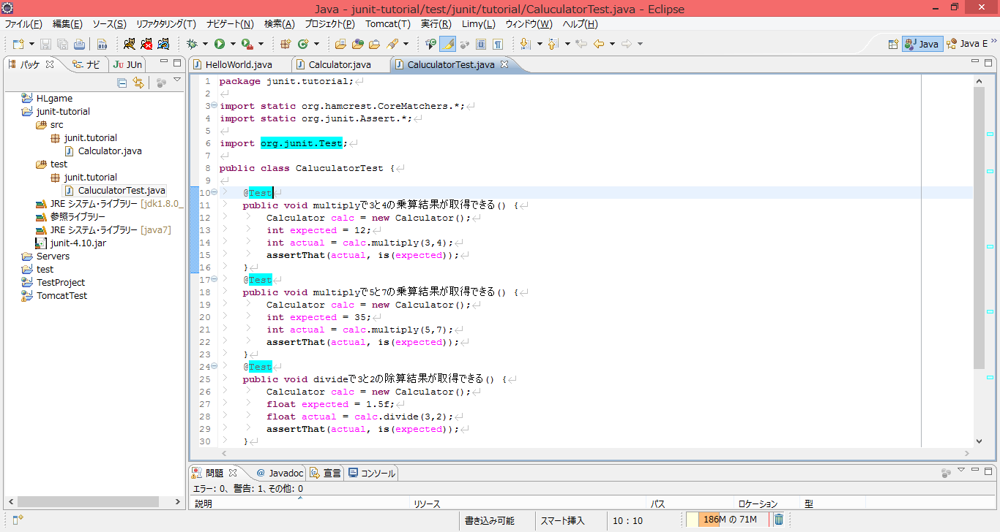 Java - junit-tutorial/test/junit/tutorial/CaluculatorTest.java - Eclipse
ファイル(F) 編集(E) ソース(S) リファクタリング(T) ナビゲート(N) 検索(A) プロジェクト(P) Tomcat(T) 実行(R) Limy(L) ウィンドウ(W) ヘルプ(H)
Java Java E
パッケ ナビ JUn
HelloWorld.java Calculator.java CaluculatorTest.java
HLgame
junit-tutorial
src
junit.tutorial
Calculator.java
test
junit.tutorial
CaluculatorTest.java
JRE システム・ライブラリー [jdk1.8.0_
参照ライブラリー
JRE システム・ライブラリー [java7]
junit-4.10.jar
Servers
test
TestProject
TomcatTest
1 package junit.tutorial;
2
3 import static org.hamcrest.CoreMatchers.*;
4 import static org.junit.Assert.*;
5
6 import org.junit.Test;
7
8 public class CaluculatorTest {
9
10 @Test
11 public void multiplyで3と4の乗算結果が取得できる() {
12 Calculator calc = new Calculator();
13 int expected = 12;
14 int actual = calc.multiply(3,4);
15 assertThat(actual, is(expected));
16 }
17 @Test
18 public void multiplyで5と7の乗算結果が取得できる() {
19 Calculator calc = new Calculator();
20 int expected = 35;
21 int actual = calc.multiply(5,7);
22 assertThat(actual, is(expected));
23 }
24 @Test
25 public void divideで3と2の除算結果が取得できる() {
26 Calculator calc = new Calculator();
27 float expected = 1.5f;
28 float actual = calc.divide(3,2);
29 assertThat(actual, is(expected));
30 }
問題 @ Javadoc 宣言 コンソール
エラー: 0、警告: 1、その他: 0
説明 リソース パス ロケーション 型
書き込み可能 スマート挿入 10 : 10 186M の 71M